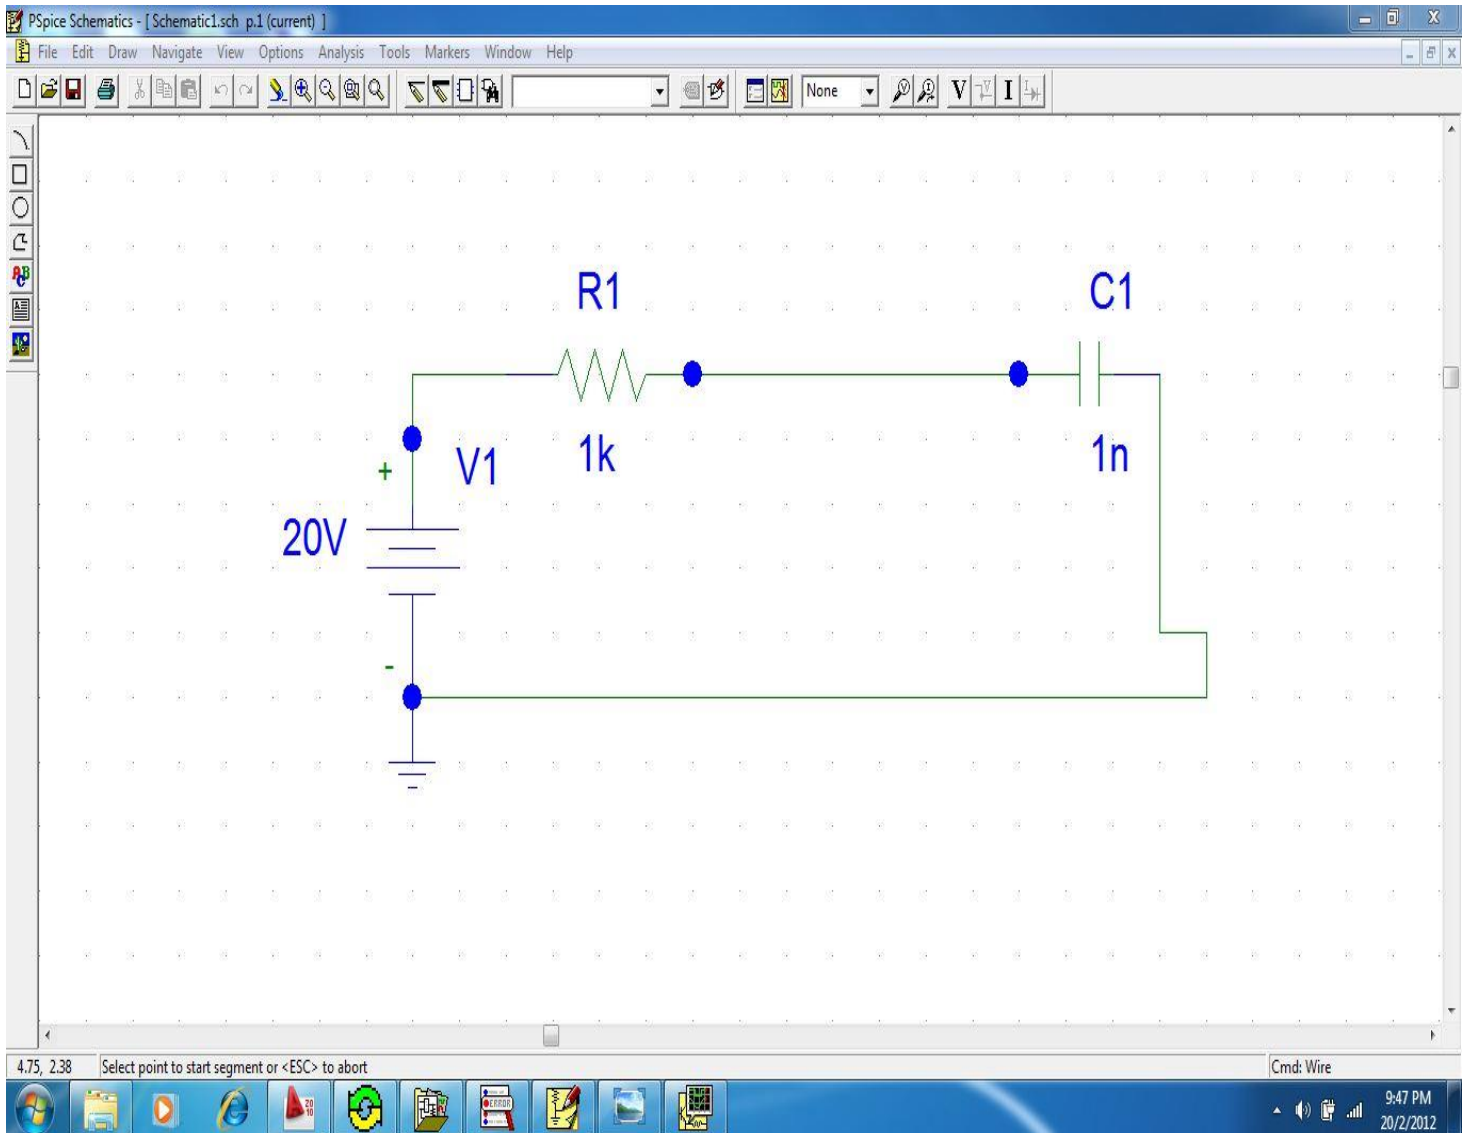 PSpice Schematics - [ Schematic1.sch p.1 (current) ]
File Edit Draw Navigate View Options Analysis Tools Markers Window Help
None
V
I
R1
C1
1k
1n
+
V1
20V
-
4.75, 2.38 Select point to start segment or <ESC> to abort Cmd: Wire
9:47 PM
20/2/2012